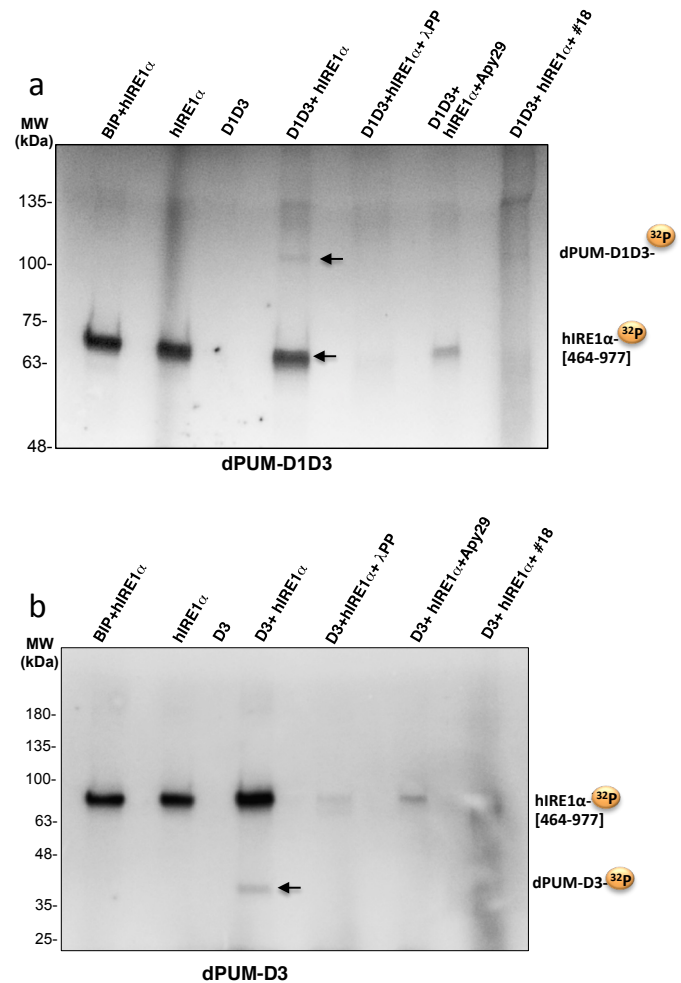 a
BIP+hIRE1α
hIRE1α
D1D3
D1D3+ hIRE1α
D1D3+hIRE1α+ λPP
D1D3+
hIRE1α+Apy29
D1D3+ hIRE1α+ #18
MW
(kDa)
135-
100-
75-
63-
48-
32P
dPUM-D1D3-
32P
hIRE1α-
[464-977]
dPUM-D1D3
b
BIP+hIRE1α
hIRE1α
D3
D3+ hIRE1α
D3+hIRE1α+ λPP
D3+ hIRE1α+Apy29
D3+ hIRE1α+ #18
MW
(kDa)
180-
135-
100-
63-
48-
35-
25-
hIRE1α-32P
[464-977]
dPUM-D3-32P
dPUM-D3